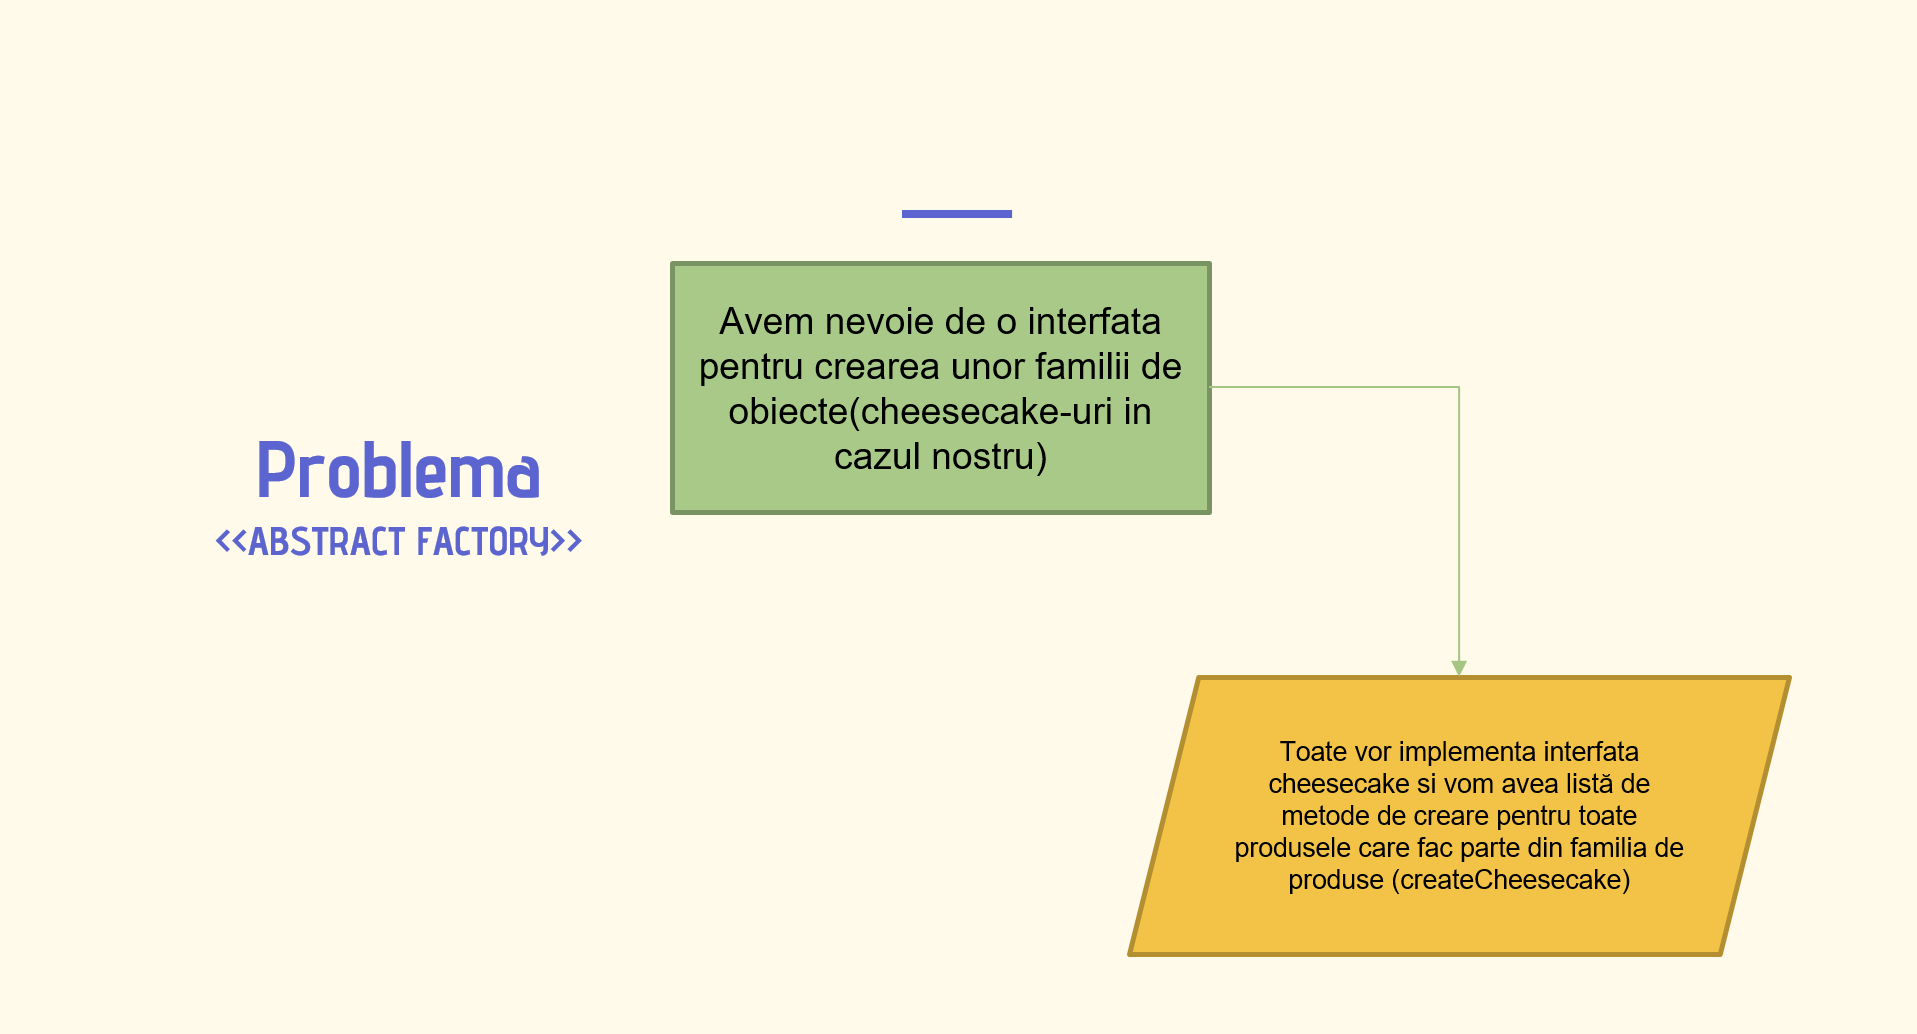 Problema
<<ABSTRACT FACTORY>>
Avem nevoie de o interfata
pentru crearea unor familii de
obiecte(cheesecake-uri in
cazul nostru)
Toate vor implementa interfata
cheesecake si vom avea listă de
metode de creare pentru toate
produsele care fac parte din familia de
produse (createCheesecake)